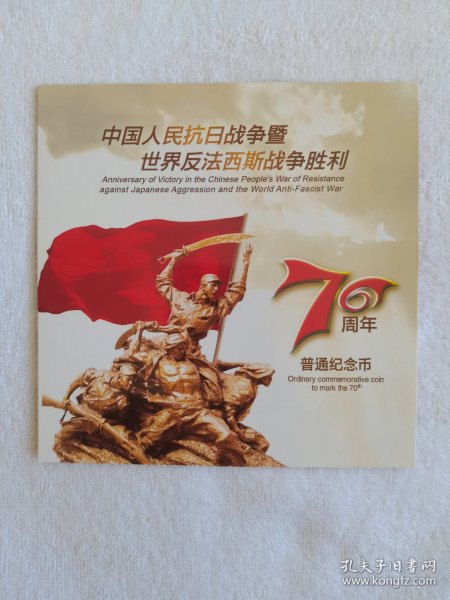 中国人民抗日战争暨
世界反法西斯战争胜利
Anniversary of Victory in the Chinese People's War of Resistance
against Japanese Aggression and the World Anti-Fascist War
70
周年
普通纪念币
Ordinary commemorative coin
to mark the 70th
孔夫子旧书网
www.kongfz.com